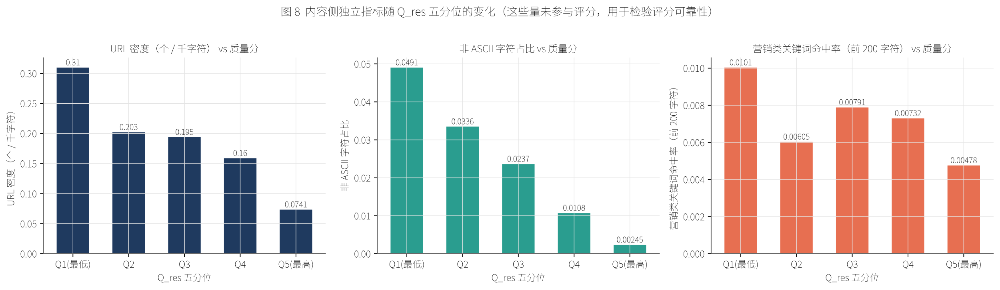 图 8 内容侧独立指标随 Q_res 五分位的变化（这些量未参与评分，用于检验评分可靠性）
URL 密度（个 / 千字符） vs 质量分
URL 密度（个 / 千字符）
0.30
0.25
0.20
0.15
0.10
0.05
0.00
0.31
0.203
0.195
0.16
0.0741
Q1(最低)
Q2
Q3
Q4
Q5(最高)
Q_res 五分位
非 ASCII 字符占比 vs 质量分
非 ASCII 字符占比
0.05
0.04
0.03
0.02
0.01
0.00
0.0491
0.0336
0.0237
0.0108
0.00245
Q1(最低)
Q2
Q3
Q4
Q5(最高)
Q_res 五分位
营销类关键词命中率（前 200 字符） vs 质量分
营销类关键词命中率（前 200 字符）
0.010
0.008
0.006
0.004
0.002
0.000
0.0101
0.00605
0.00791
0.00732
0.00478
Q1(最低)
Q2
Q3
Q4
Q5(最高)
Q_res 五分位